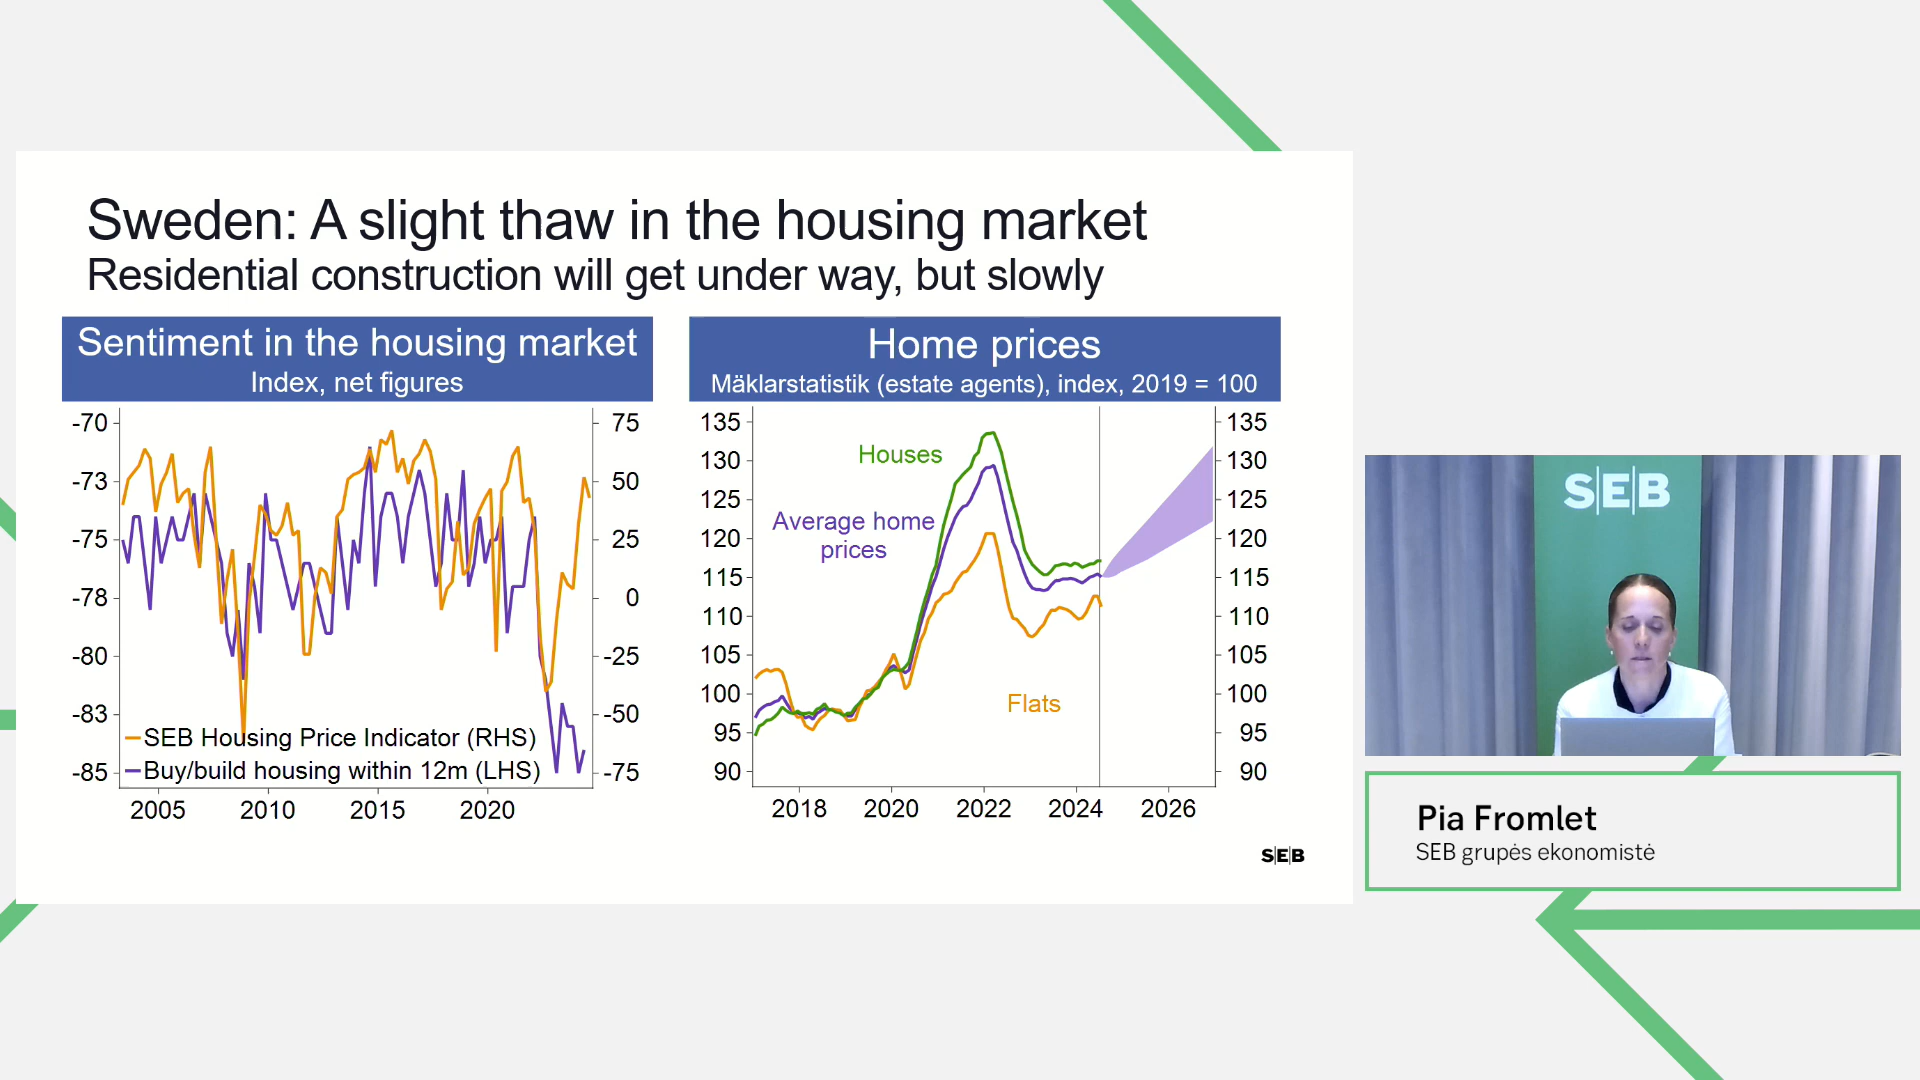 Sweden: A slight thaw in the housing market
Residential construction will get under way, but slowly
Sentiment in the housing market
Index, net figures
-70
-73
-75
-78
-80
-83
-85
75
50
25
0
-25
-50
-75
SEB Housing Price Indicator (RHS)
Buy/build housing within 12m (LHS)
2005 2010 2015 2020
Home prices
Mäklarstatistik (estate agents), index, 2019 = 100
135
130
125
120
115
110
105
100
95
90
Houses
Average home
prices
Flats
135
130
125
120
115
110
105
100
95
90
2018 2020 2022 2024 2026
SEB
SEB
Pia Fromlet
SEB grupės ekonomistė